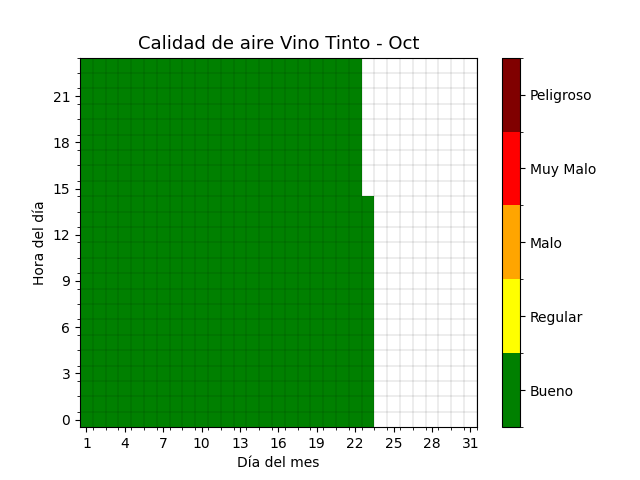 Calidad de aire Vino Tinto - Oct
Hora del día
21
18
15
12
9
6
3
0
1 4 7 10 13 16 19 22 25 28 31
Día del mes
Peligroso
Muy Malo
Malo
Regular
Bueno